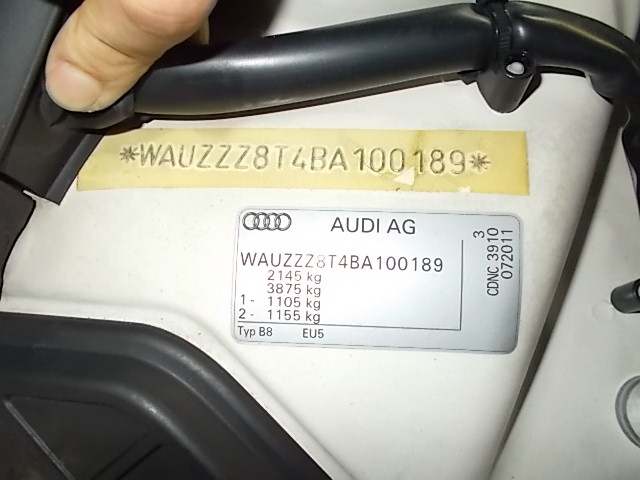 *WAUZZZ8T4BA100189*
AUDI AG
WAUZZZ8T4BA100189
2145 kg
3875 kg
1 - 1105 kg
2 - 1155 kg
Typ B8 EU5
3
CDNC 3910
072011